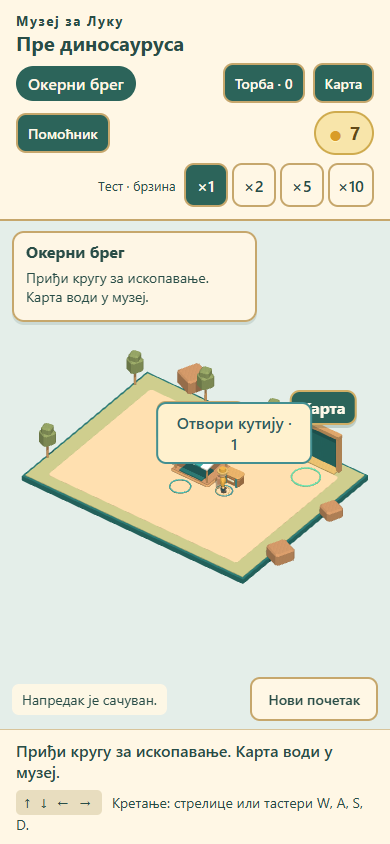 Музеј за Луку
Пре диносауруса
Окерни брег
Торба · 0
Карта
Помоћник
7
Тест · брзина
×1
×2
×5
×10
Окерни брег
Приђи кругу за ископавање.
Карта води у музеј.
Карта
Отвори кутију ·
1
Напредак је сачуван.
Нови почетак
Приђи кругу за ископавање. Карта води у
музеј.
↑ ↓ ← → Кретање: стрелице или тастери W, A, S,
D.